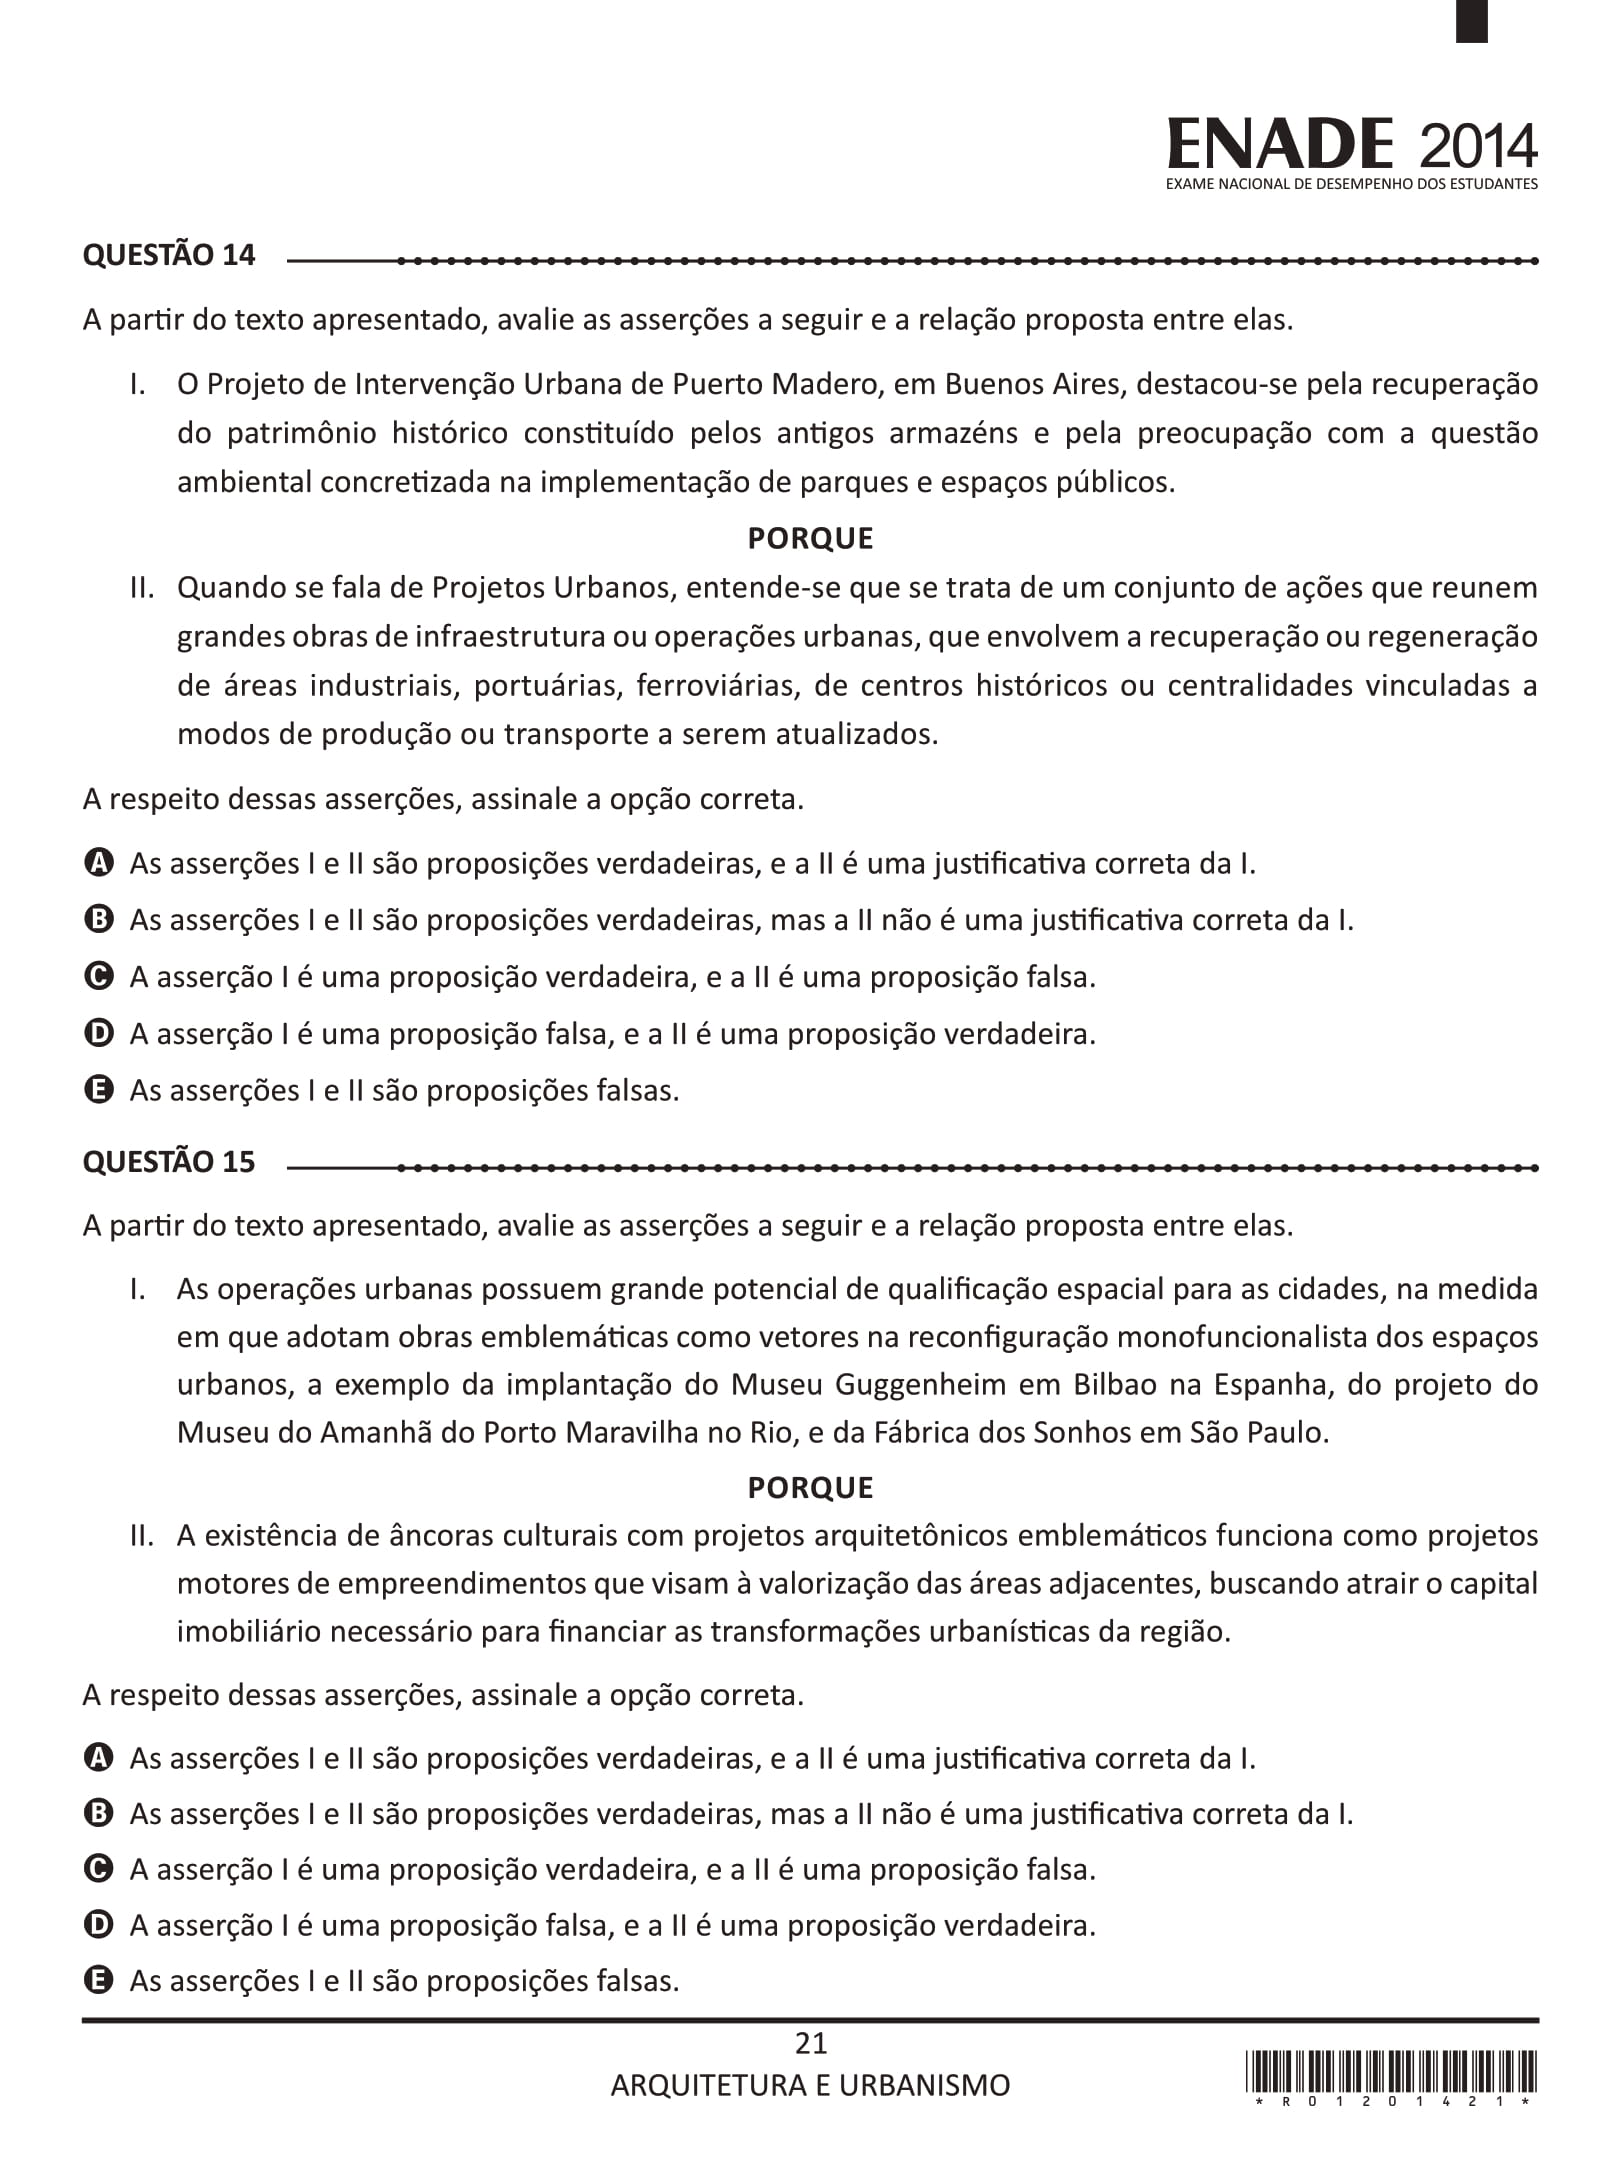 ENADE 2014
EXAME NACIONAL DE DESEMPENHO DOS ESTUDANTES
QUESTÃO 14
A partir do texto apresentado, avalie as asserções a seguir e a relação proposta entre elas.
I. O Projeto de Intervenção Urbana de Puerto Madero, em Buenos Aires, destacou-se pela recuperação
do patrimônio histórico constituído pelos antigos armazéns e pela preocupação com a questão
ambiental concretizada na implementação de parques e espaços públicos.
PORQUE
II. Quando se fala de Projetos Urbanos, entende-se que se trata de um conjunto de ações que reunem
grandes obras de infraestrutura ou operações urbanas, que envolvem a recuperação ou regeneração
de áreas industriais, portuárias, ferroviárias, de centros históricos ou centralidades vinculadas a
modos de produção ou transporte a serem atualizados.
A respeito dessas asserções, assinale a opção correta.
A As asserções I e II são proposições verdadeiras, e a II é uma justificativa correta da I.
B As asserções I e II são proposições verdadeiras, mas a II não é uma justificativa correta da I.
C A asserção I é uma proposição verdadeira, e a II é uma proposição falsa.
D A asserção I é uma proposição falsa, e a II é uma proposição verdadeira.
E As asserções I e II são proposições falsas.
QUESTÃO 15
A partir do texto apresentado, avalie as asserções a seguir e a relação proposta entre elas.
I. As operações urbanas possuem grande potencial de qualificação espacial para as cidades, na medida
em que adotam obras emblemáticas como vetores na reconfiguração monofuncionalista dos espaços
urbanos, a exemplo da implantação do Museu Guggenheim em Bilbao na Espanha, do projeto do
Museu do Amanhã do Porto Maravilha no Rio, e da Fábrica dos Sonhos em São Paulo.
PORQUE
II. A existência de âncoras culturais com projetos arquitetônicos emblemáticos funciona como projetos
motores de empreendimentos que visam à valorização das áreas adjacentes, buscando atrair o capital
imobiliário necessário para financiar as transformações urbanísticas da região.
A respeito dessas asserções, assinale a opção correta.
A As asserções I e II são proposições verdadeiras, e a II é uma justificativa correta da I.
B As asserções I e II são proposições verdadeiras, mas a II não é uma justificativa correta da I.
C A asserção I é uma proposição verdadeira, e a II é uma proposição falsa.
D A asserção I é uma proposição falsa, e a II é uma proposição verdadeira.
E As asserções I e II são proposições falsas.
21
ARQUITETURA E URBANISMO
* R 0 1 2 0 1 4 2 1 *